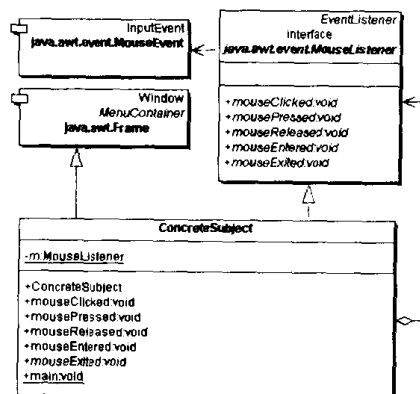 InputEvent
java.awt.event.MouseEvent
Window
MenuContainer
java.awt.Frame
EventListener
interface
java.awt.event.MouseListener
+mouseClicked:void
+mousePressed:void
+mouseReleased:void
+mouseEntered:void
+mouseExited:void
ConcreteSubject
-m:MouseListener
+ConcreteSubject
+mouseClicked:void
+mousePressed:void
+mouseReleased:void
+mouseEntered:void
+mouseExited:void
+main:void